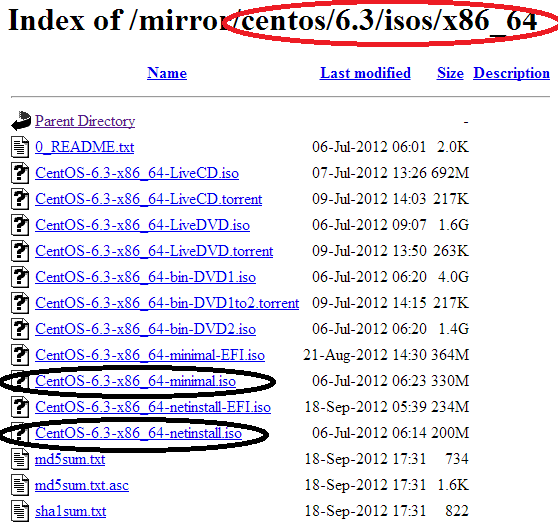 Index of /mirror/centos/6.3/isos/x86_64
Name Last modified Size Description
Parent Directory -
0_README.txt 06-Jul-2012 06:01 2.0K
CentOS-6.3-x86_64-LiveCD.iso 07-Jul-2012 13:26 692M
CentOS-6.3-x86_64-LiveCD.torrent 09-Jul-2012 14:03 217K
CentOS-6.3-x86_64-LiveDVD.iso 06-Jul-2012 09:07 1.6G
CentOS-6.3-x86_64-LiveDVD.torrent 09-Jul-2012 13:50 263K
CentOS-6.3-x86_64-bin-DVD1.iso 06-Jul-2012 06:20 4.0G
CentOS-6.3-x86_64-bin-DVD1to2.torrent 09-Jul-2012 14:15 217K
CentOS-6.3-x86_64-bin-DVD2.iso 06-Jul-2012 06:20 1.4G
CentOS-6.3-x86_64-minimal-EFI.iso 21-Aug-2012 14:30 364M
CentOS-6.3-x86_64-minimal.iso 06-Jul-2012 06:23 330M
CentOS-6.3-x86_64-netinstall-EFI.iso 18-Sep-2012 05:39 234M
CentOS-6.3-x86_64-netinstall.iso 06-Jul-2012 06:14 200M
md5sum.txt 18-Sep-2012 17:31 734
md5sum.txt.asc 18-Sep-2012 17:31 1.6K
sha1sum.txt 18-Sep-2012 17:31 822